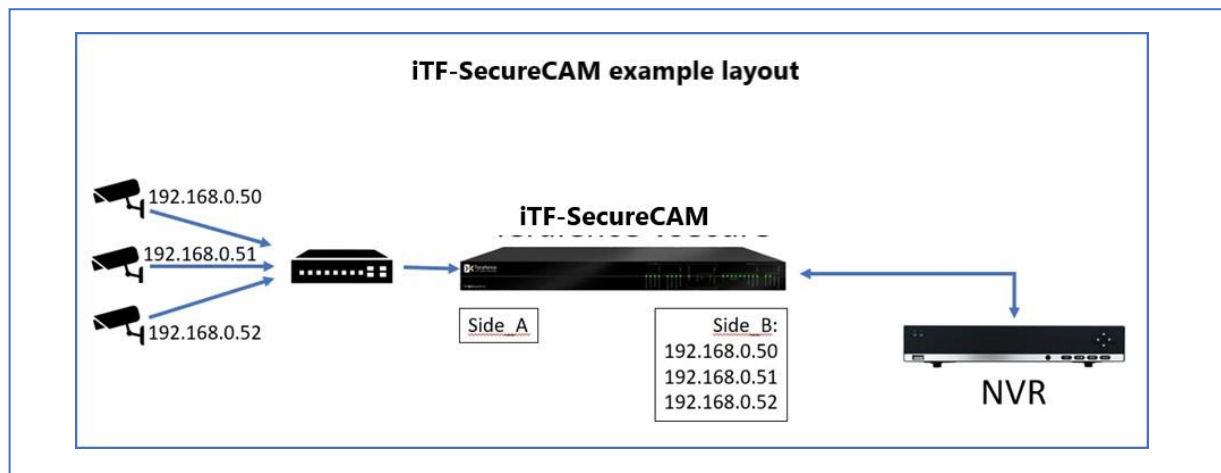 iTF-SecureCAM example layout
192.168.0.50
iTF-SecureCAM
192.168.0.51
192.168.0.52
Side_A
Side_B:
192.168.0.50
192.168.0.51
192.168.0.52
NVR